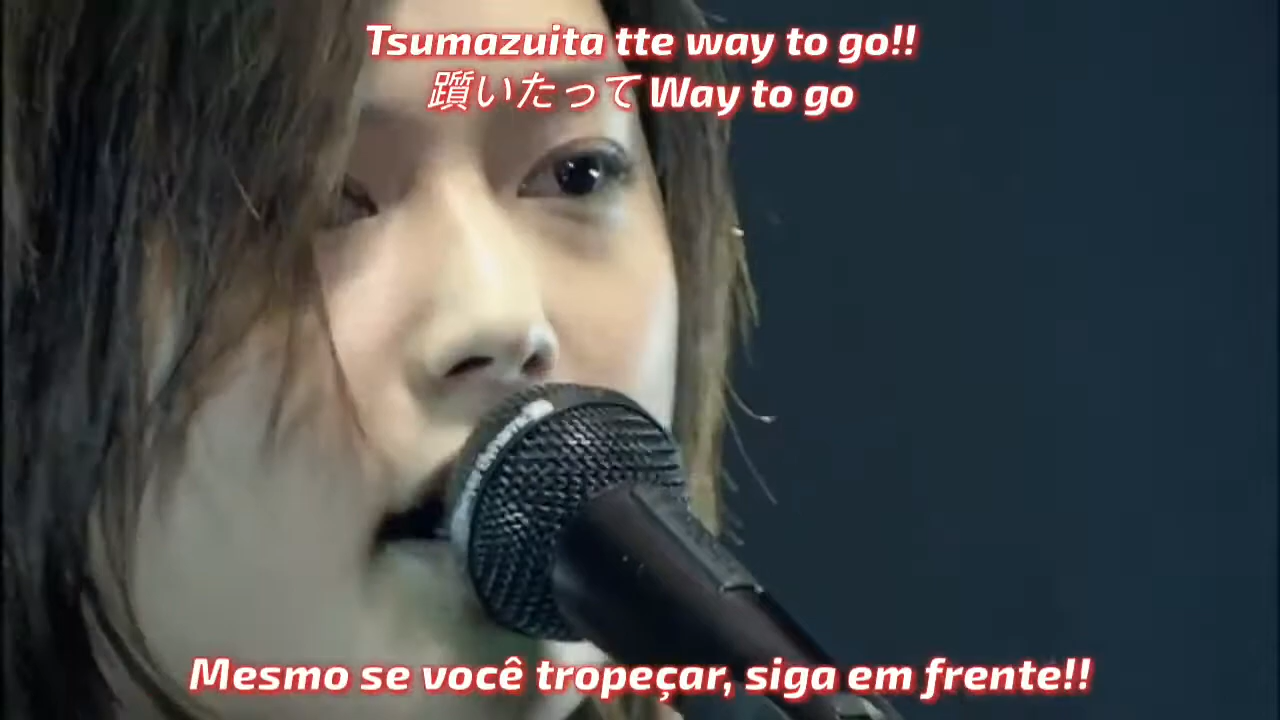 Tsumazuita tte way to go!!
躓いたって Way to go
Mesmo se você tropeçar, siga em frente!!